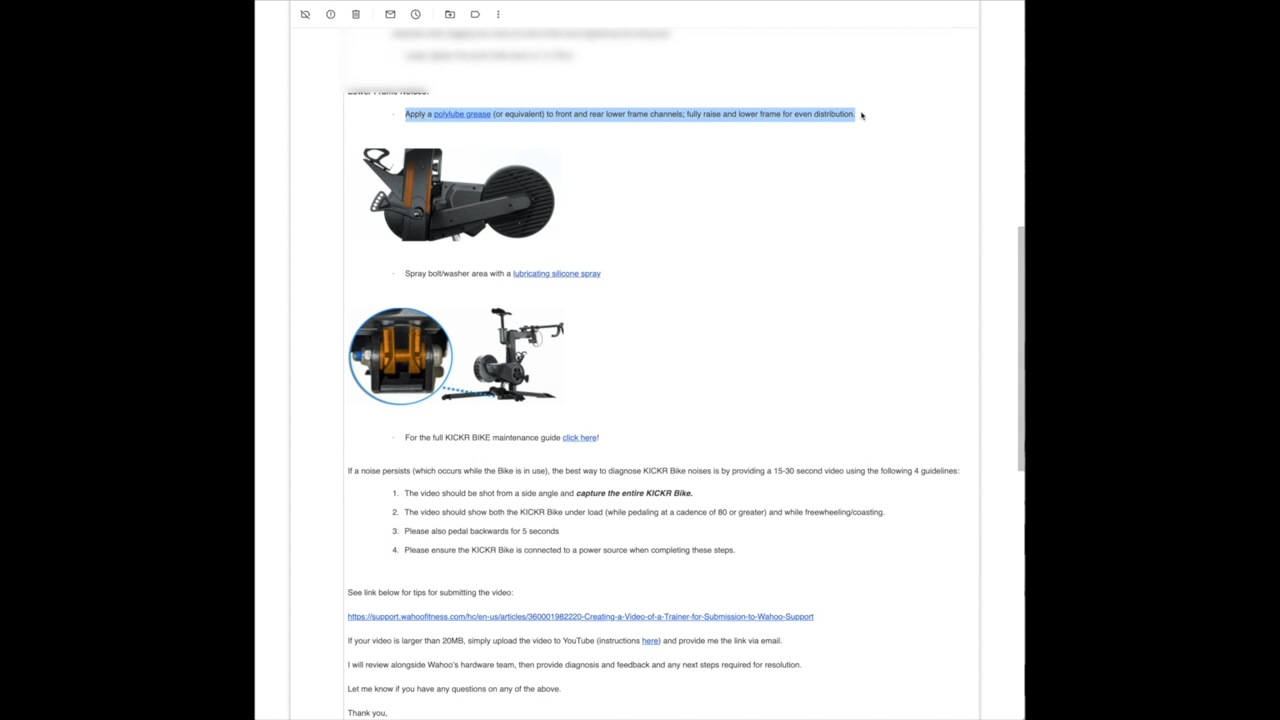 Lower Frame Noises:
· Apply a polylube grease (or equivalent) to front and rear lower frame channels; fully raise and lower frame for even distribution.
· Spray bolt/washer area with a lubricating silicone spray
· For the full KICKR BIKE maintenance guide click here!
If a noise persists (which occurs while the Bike is in use), the best way to diagnose KICKR Bike noises is by providing a 15-30 second video using the following 4 guidelines:
1. The video should be shot from a side angle and capture the entire KICKR Bike.
2. The video should show both the KICKR Bike under load (while pedaling at a cadence of 80 or greater) and while freewheeling/coasting.
3. Please also pedal backwards for 5 seconds
4. Please ensure the KICKR Bike is connected to a power source when completing these steps.
See link below for tips for submitting the video:
https://support.wahoofitness.com/hc/en-us/articles/360001982220-Creating-a-Video-of-a-Trainer-for-Submission-to-Wahoo-Support
If your video is larger than 20MB, simply upload the video to YouTube (instructions here) and provide me the link via email.
I will review alongside Wahoo's hardware team, then provide diagnosis and feedback and any next steps required for resolution.
Let me know if you have any questions on any of the above.
Thank you,